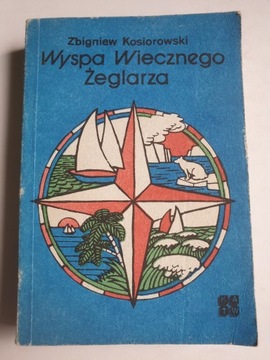 Zbigniew Kosiorowski
Wyspa Wiecznego
Żeglarza